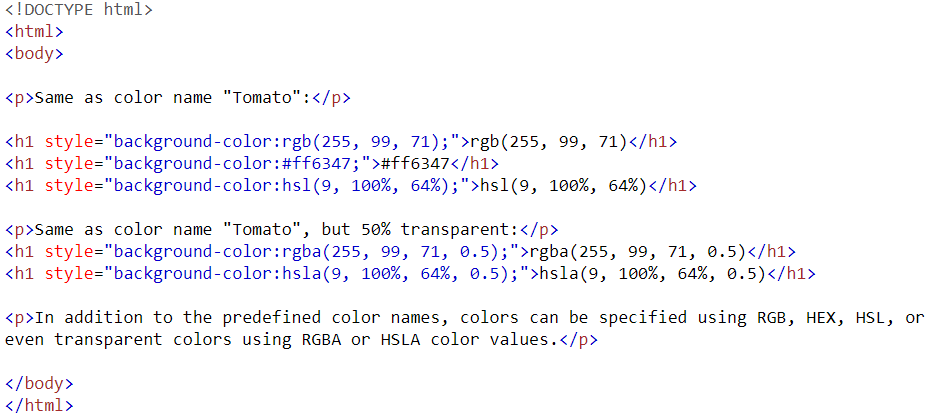 <!DOCTYPE html>
<html>
<body>
<p>Same as color name "Tomato":</p>
<h1 style="background-color:rgb(255, 99, 71);">rgb(255, 99, 71)</h1>
<h1 style="background-color:#ff6347;">#ff6347</h1>
<h1 style="background-color:hsl(9, 100%, 64%);">hsl(9, 100%, 64%)</h1>
<p>Same as color name "Tomato", but 50% transparent:</p>
<h1 style="background-color:rgba(255, 99, 71, 0.5);">rgba(255, 99, 71, 0.5)</h1>
<h1 style="background-color:hsla(9, 100%, 64%, 0.5);">hsla(9, 100%, 64%, 0.5)</h1>
<p>In addition to the predefined color names, colors can be specified using RGB, HEX, HSL, or
even transparent colors using RGBA or HSLA color values.</p>
</body>
</html>